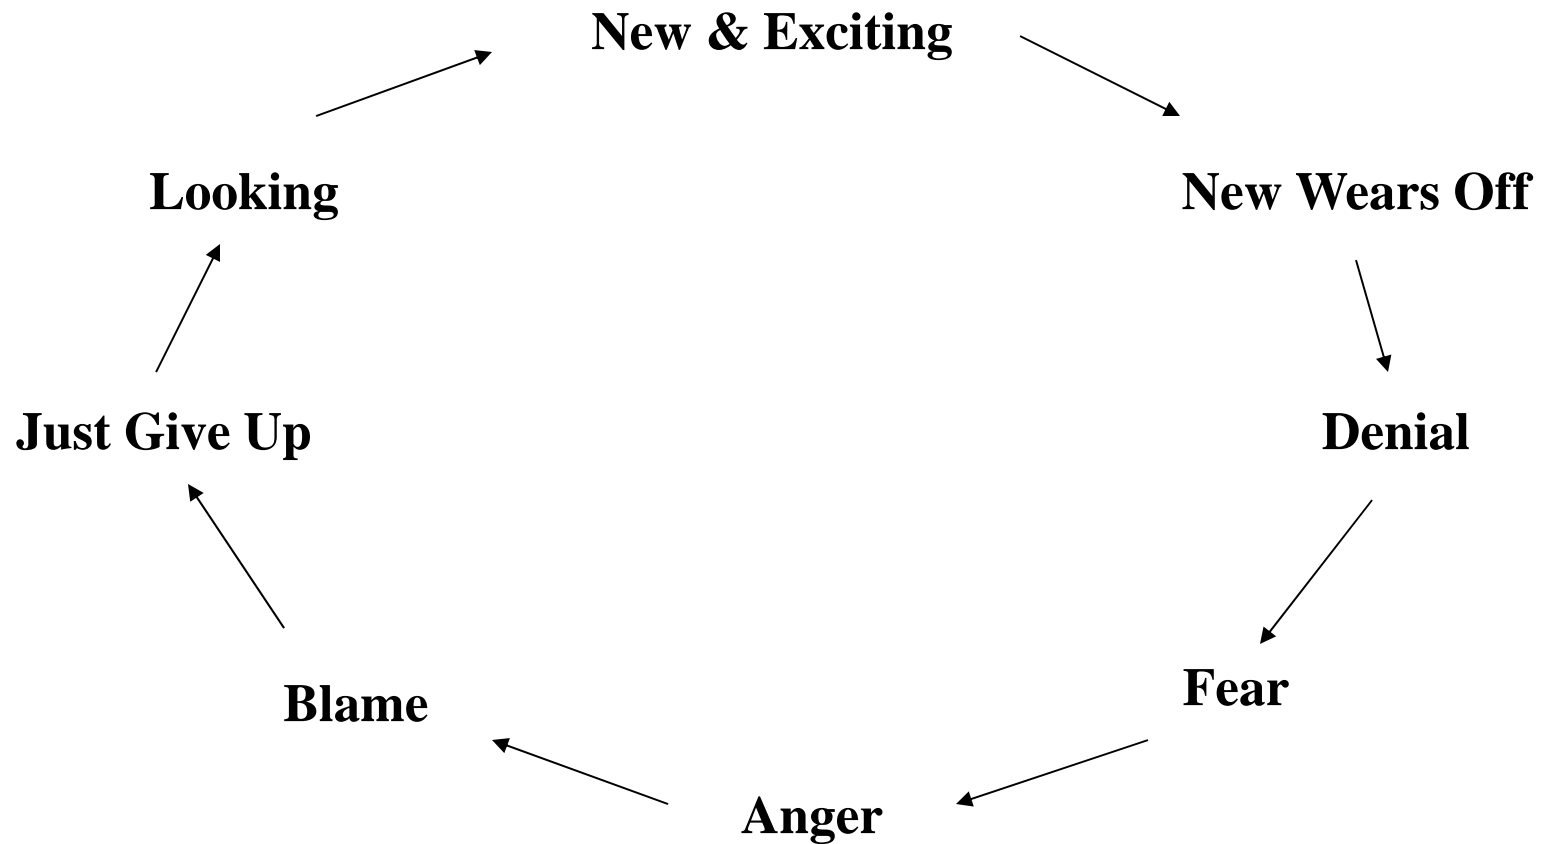 New & Exciting
New Wears Off
Denial
Fear
Anger
Blame
Just Give Up
Looking